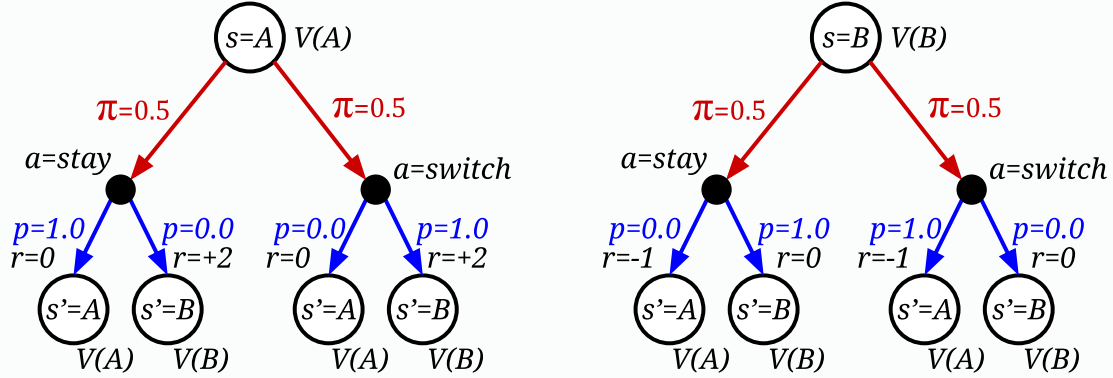 s=A V(A) s=B V(B)
π=0.5 π=0.5 π=0.5 π=0.5
a=stay a=switch a=stay a=switch
p=1.0 p=0.0 p=0.0 p=1.0 p=0.0 p=1.0 p=1.0 p=0.0
r=0 r=+2 r=0 r=+2 r=-1 r=0 r=-1 r=0
s’=A s’=B s’=A s’=B s’=A s’=B s’=A s’=B
V(A) V(B) V(A) V(B) V(A) V(B) V(A) V(B)